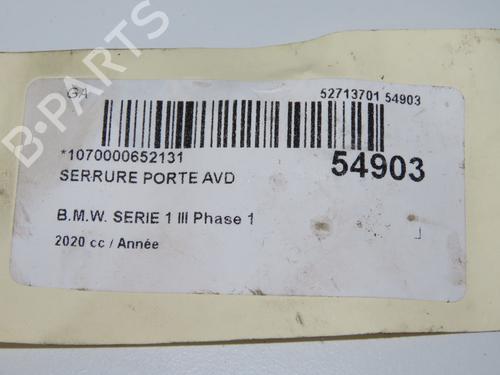 GA
52713701 54903
*1070000652131
54903
SERRURE PORTE AVD
B.M.W. SERIE 1 III Phase 1
2020 cc / Année
B-PARTS